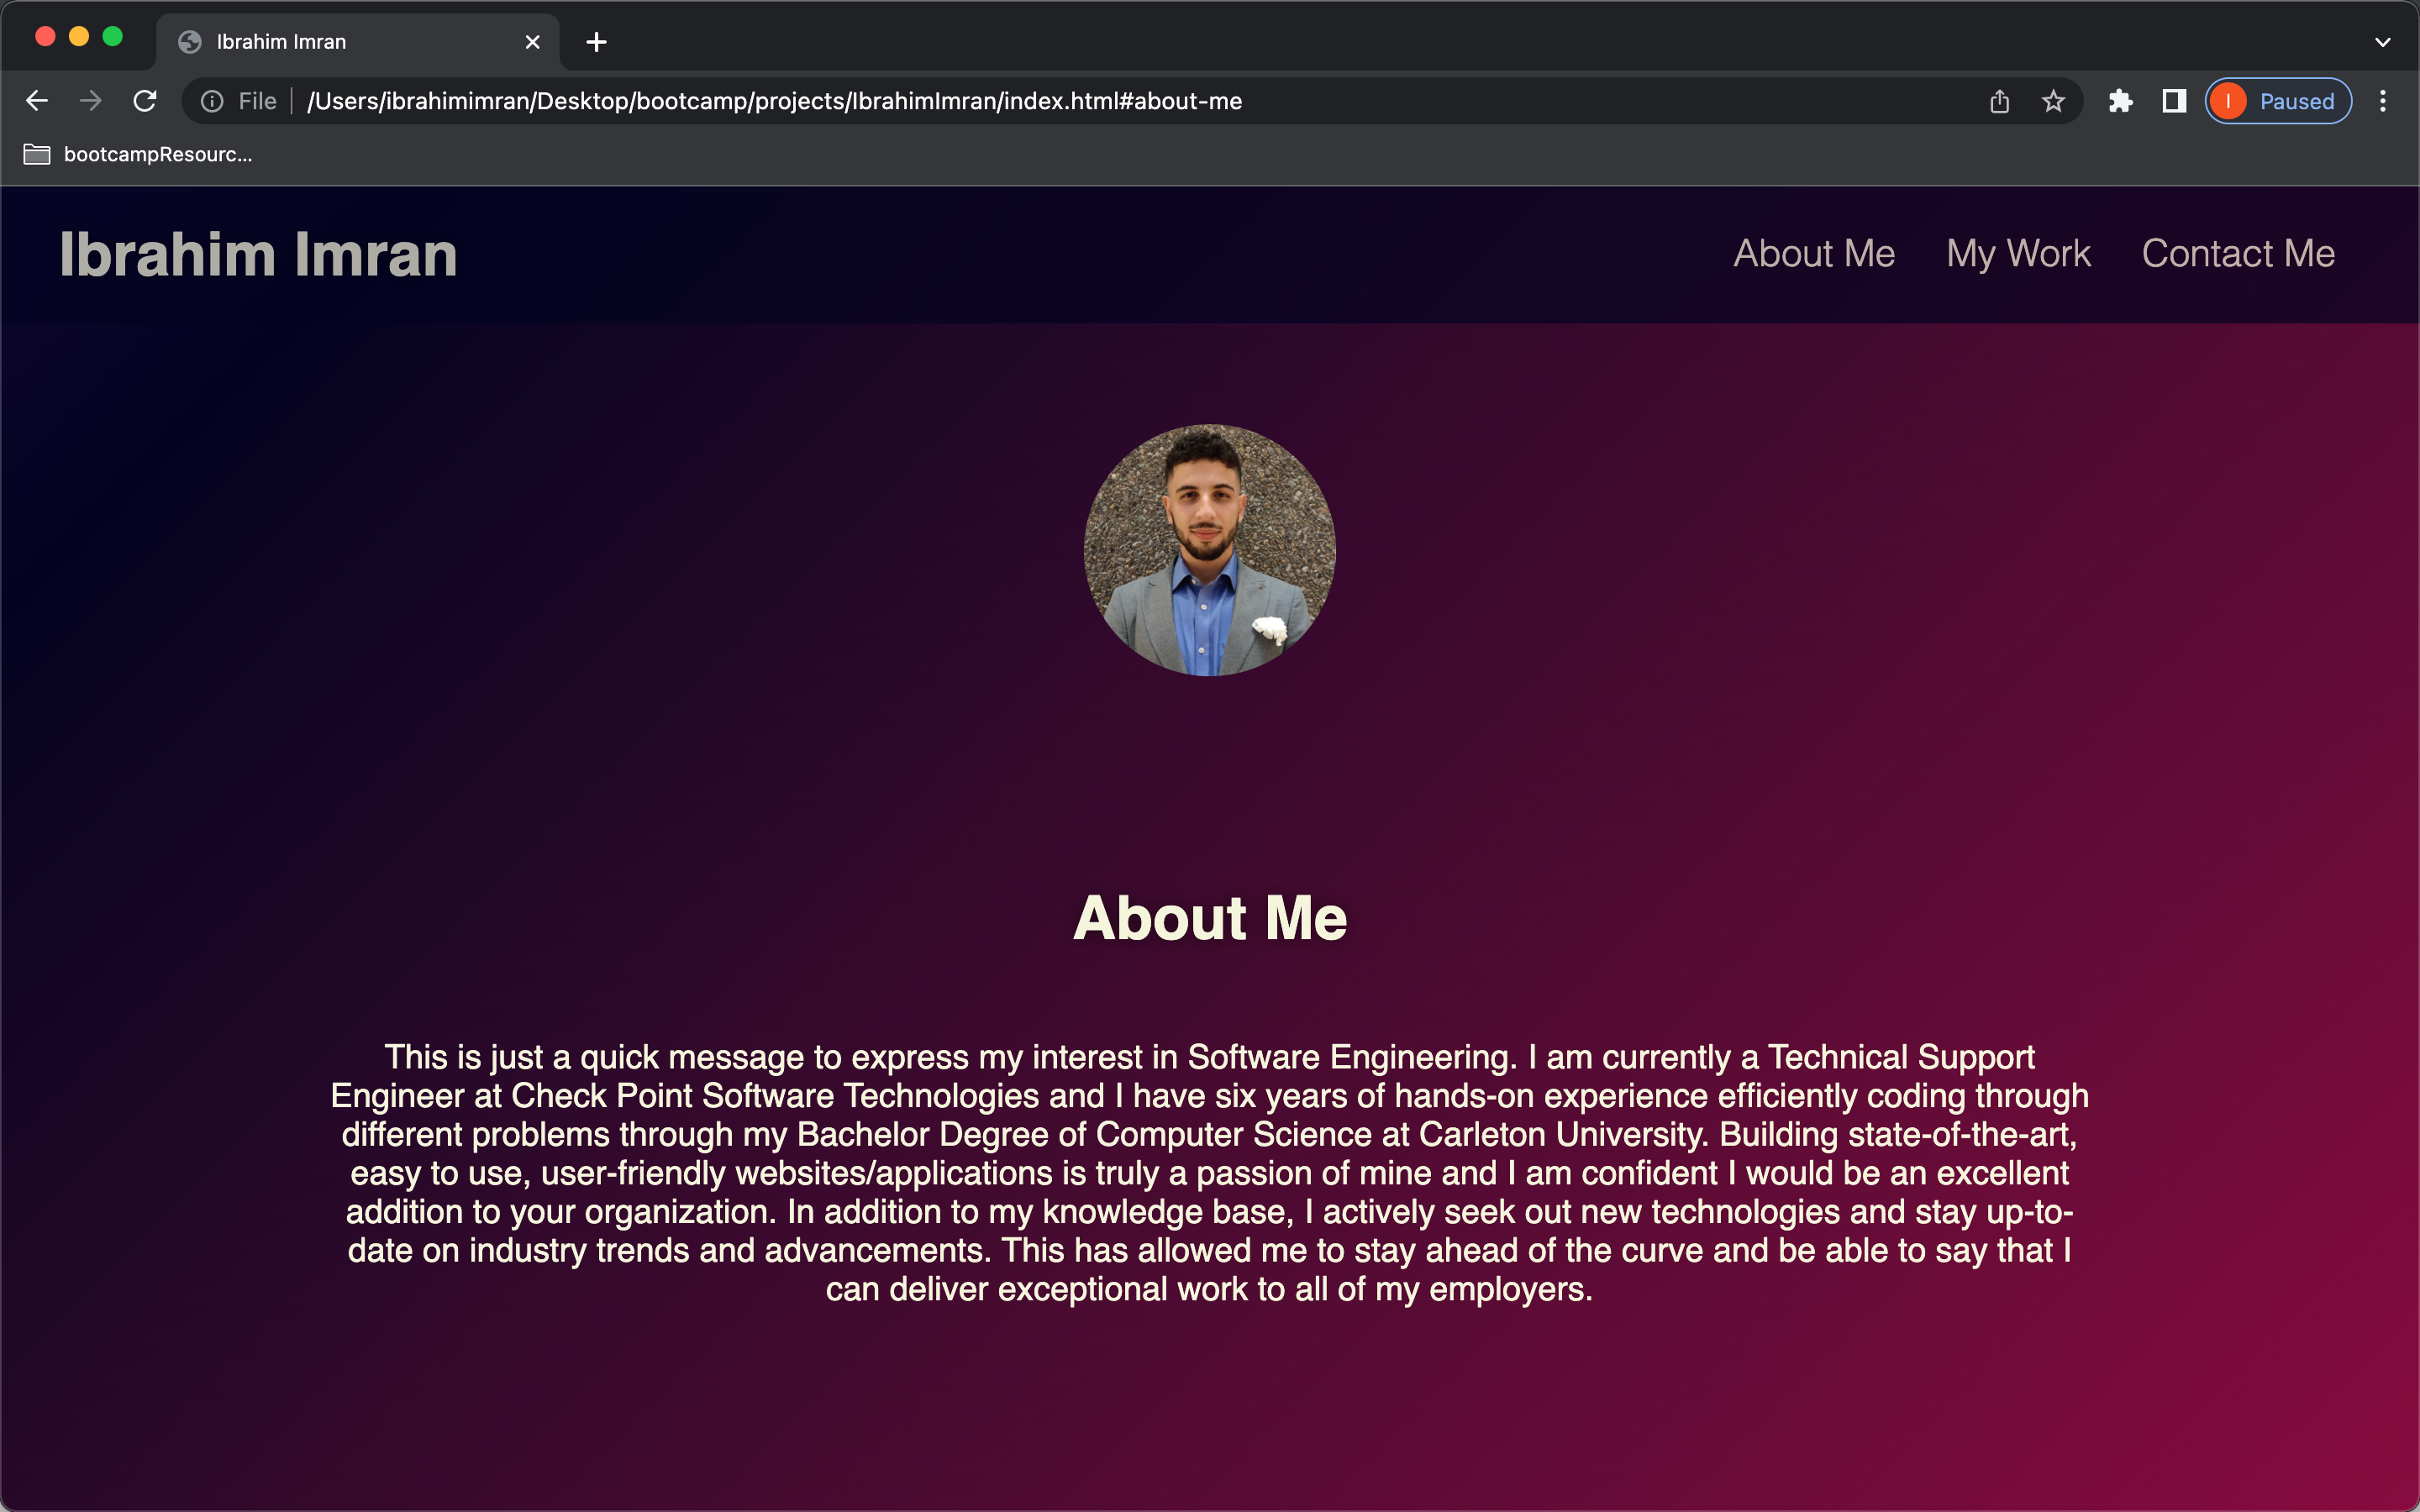 Ibrahim Imran
File /Users/ibrahimimran/Desktop/bootcamp/projects/IbrahimImran/index.html#about-me
I Paused
bootcampResourc...
Ibrahim Imran
About Me My Work Contact Me
About Me
This is just a quick message to express my interest in Software Engineering. I am currently a Technical Support
Engineer at Check Point Software Technologies and I have six years of hands-on experience efficiently coding through
different problems through my Bachelor Degree of Computer Science at Carleton University. Building state-of-the-art,
easy to use, user-friendly websites/applications is truly a passion of mine and I am confident I would be an excellent
addition to your organization. In addition to my knowledge base, I actively seek out new technologies and stay up-to-
date on industry trends and advancements. This has allowed me to stay ahead of the curve and be able to say that I
can deliver exceptional work to all of my employers.